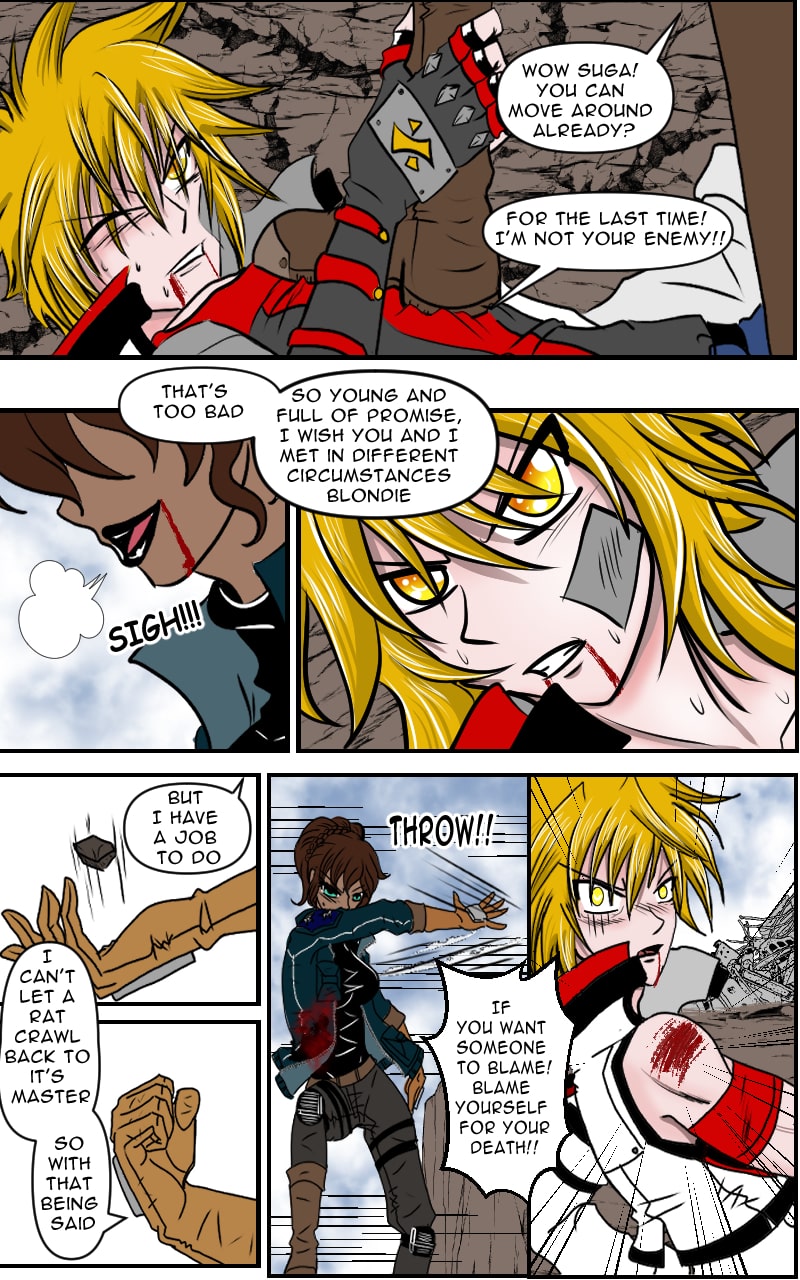 WOW SUGA!
YOU CAN
MOVE AROUND
ALREADY?
FOR THE LAST TIME!
I'M NOT YOUR ENEMY!!
THAT'S
TOO BAD
SO YOUNG AND
FULL OF PROMISE,
I WISH YOU AND I
MET IN DIFFERENT
CIRCUMSTANCES
BLONDIE
SIGH!!!
BUT
I HAVE
A JOB
TO DO
I
CAN'T
LET A
RAT
CRAWL
BACK TO
IT'S
MASTER
SO
WITH
THAT
BEING
SAID
THROW!!
IF
YOU WANT
SOMEONE
TO BLAME!
BLAME
YOURSELF
FOR YOUR
DEATH!!